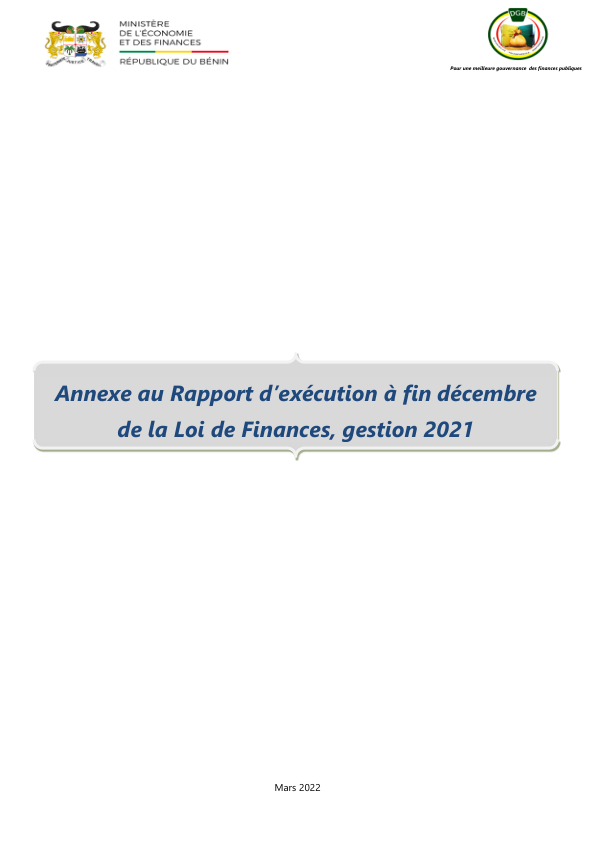 MINISTÈRE
DE L'ÉCONOMIE
ET DES FINANCES
RÉPUBLIQUE DU BÉNIN
DGB
Pour une meilleure gouvernance des finances publiques
Annexe au Rapport d'exécution à fin décembre
de la Loi de Finances, gestion 2021
Mars 2022